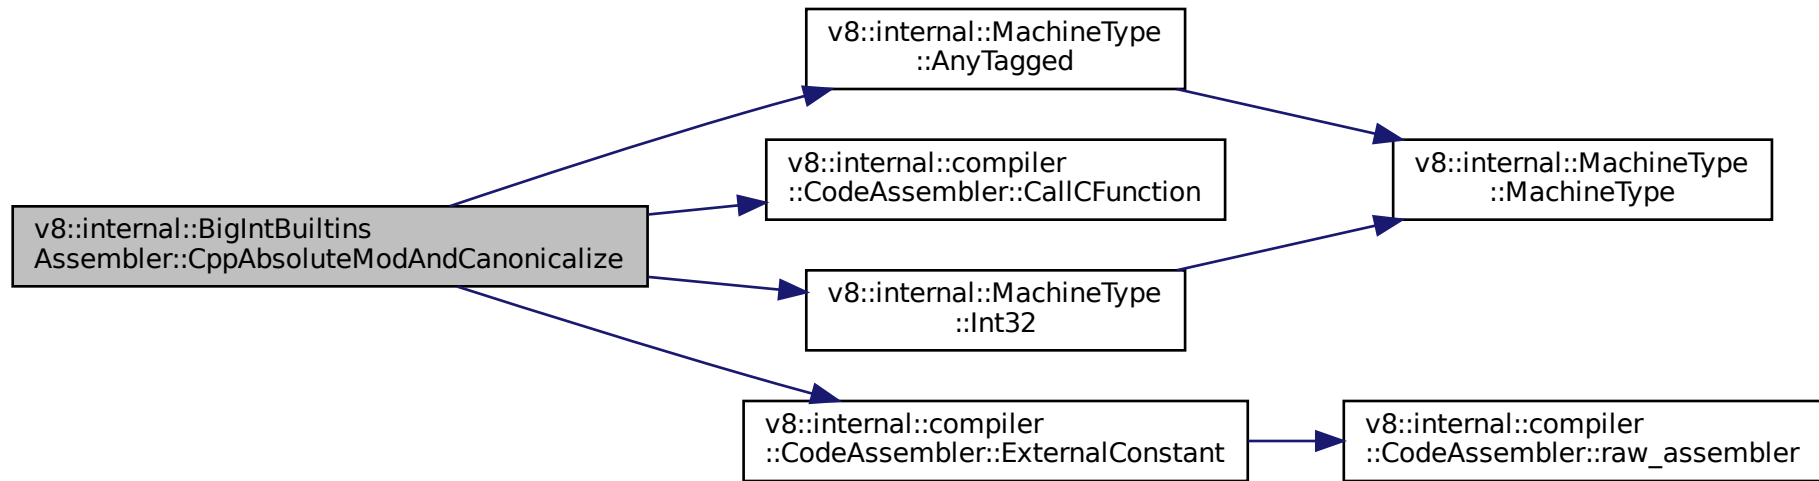 v8::internal::BigIntBuiltins
Assembler::CppAbsoluteModAndCanonicalize
v8::internal::MachineType
::AnyTagged
v8::internal::compiler
::CodeAssembler::CallCFunction
v8::internal::MachineType
::Int32
v8::internal::compiler
::CodeAssembler::ExternalConstant
v8::internal::MachineType
::MachineType
v8::internal::compiler
::CodeAssembler::raw_assembler